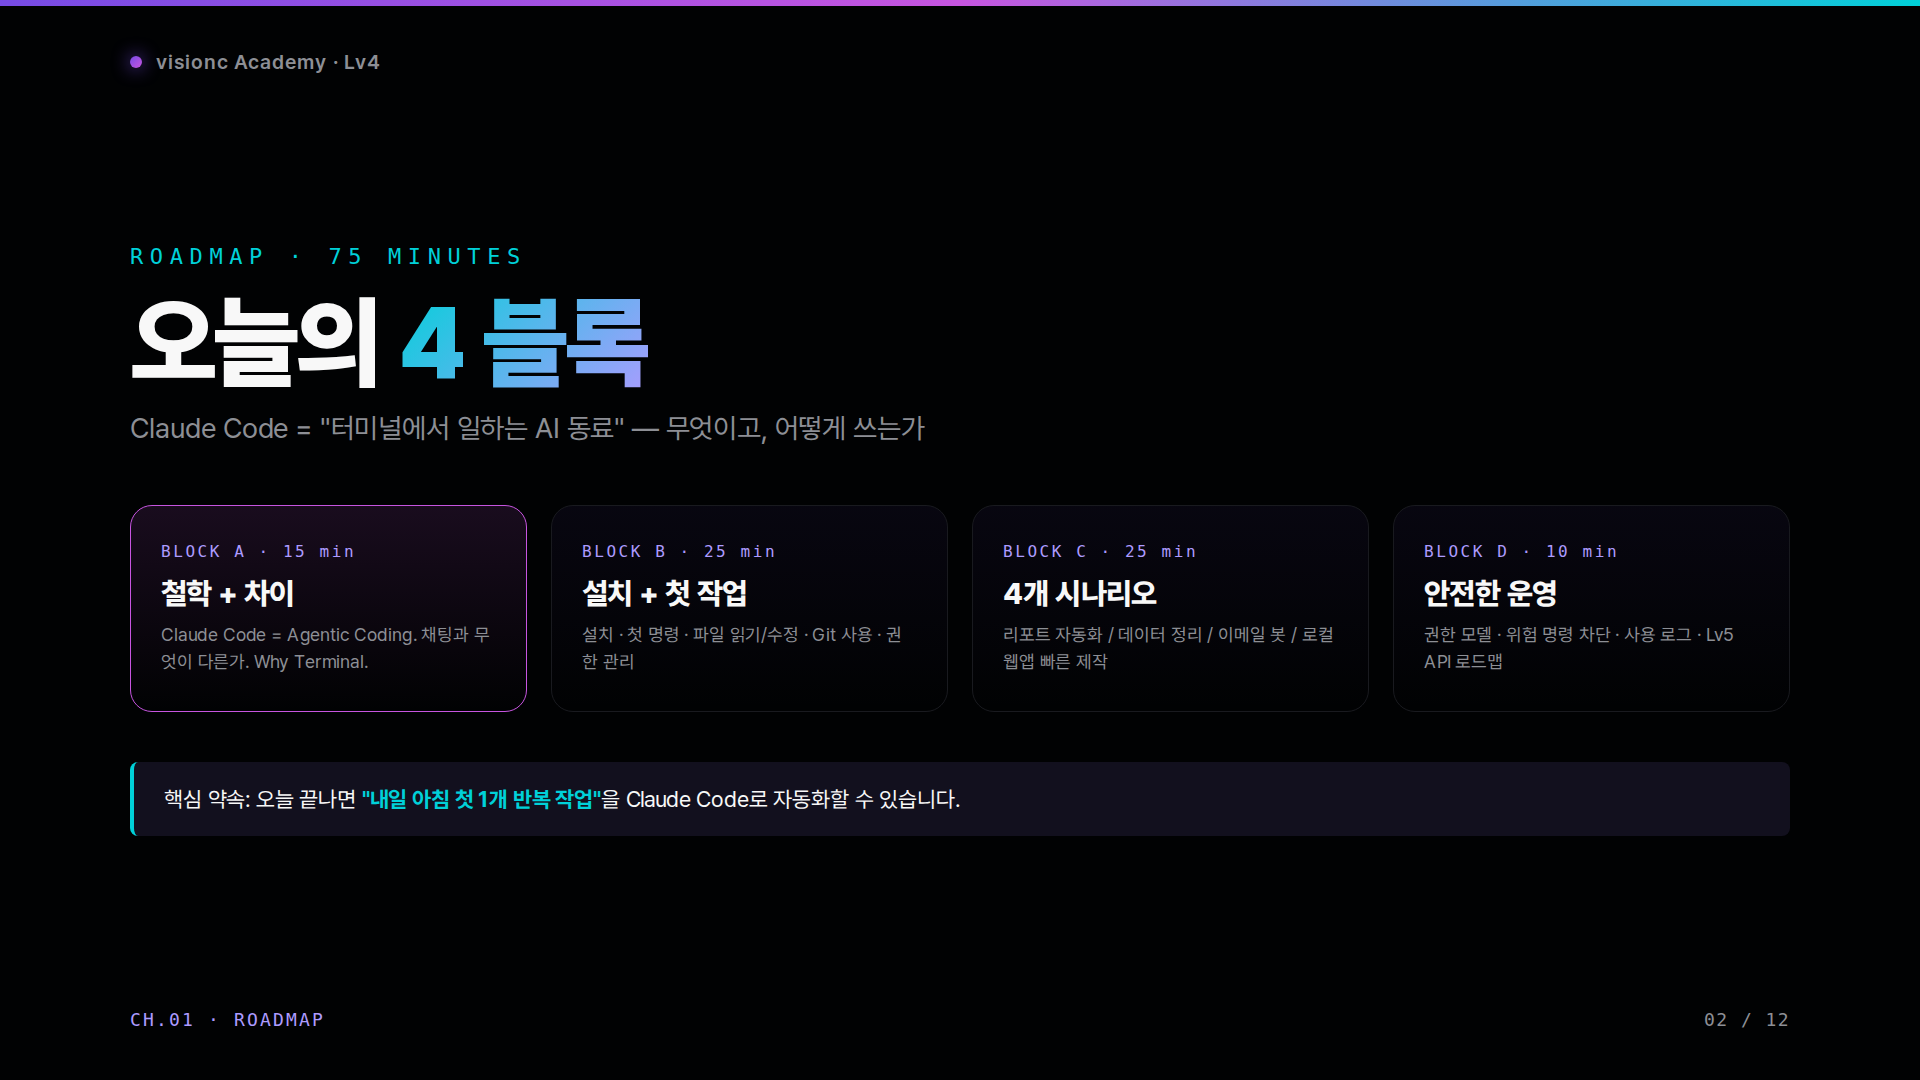 visionc Academy · Lv4
ROADMAP · 75 MINUTES
오늘의 4 블록
Claude Code = "터미널에서 일하는 AI 동료" — 무엇이고, 어떻게 쓰는가
BLOCK A · 15 min
철학 + 차이
Claude Code = Agentic Coding. 채팅과 무
엇이 다른가. Why Terminal.
BLOCK B · 25 min
설치 + 첫 작업
설치 · 첫 명령 · 파일 읽기/수정 · Git 사용 · 권
한 관리
BLOCK C · 25 min
4개 시나리오
리포트 자동화 / 데이터 정리 / 이메일 봇 / 로컬
웹앱 빠른 제작
BLOCK D · 10 min
안전한 운영
권한 모델 · 위험 명령 차단 · 사용 로그 · Lv5
API 로드맵
핵심 약속: 오늘 끝나면 "내일 아침 첫 1개 반복 작업"을 Claude Code로 자동화할 수 있습니다.
CH.01 · ROADMAP
02 / 12